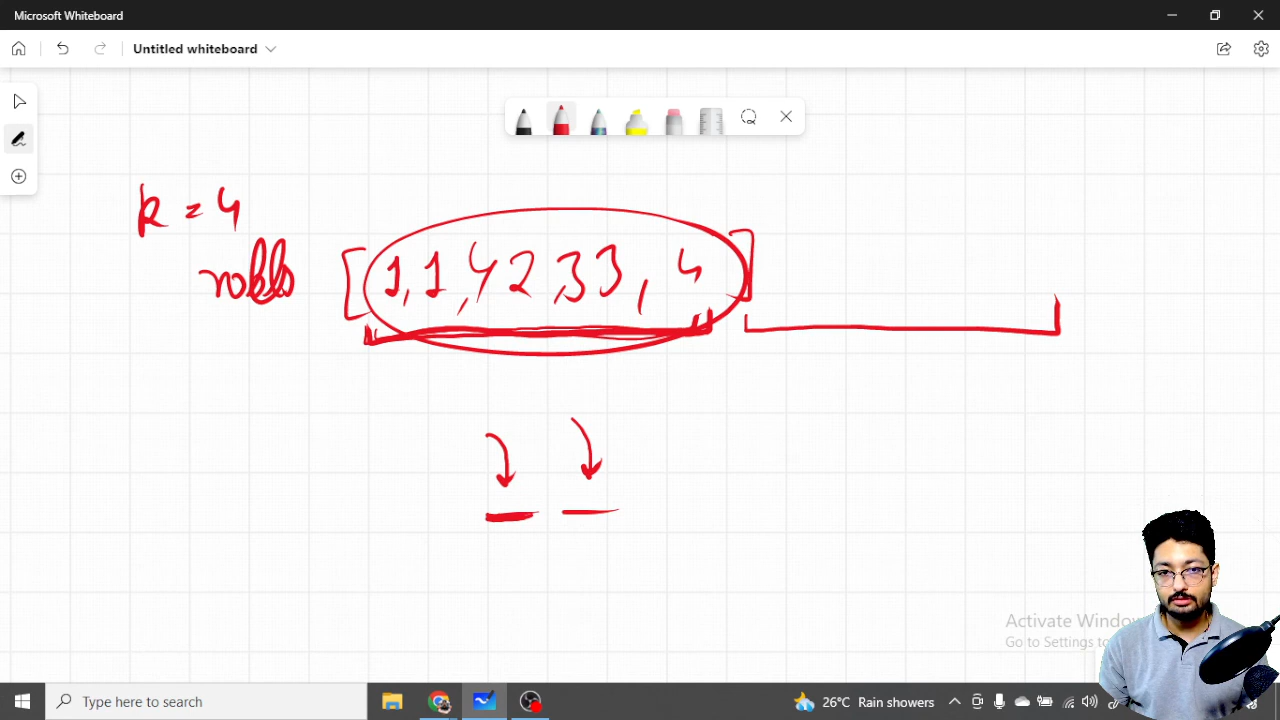 Microsoft Whiteboard
Untitled whiteboard
k = 4
rolls [1,1,4 2,3 3, 4]
Activate Window
Go to Settings to
Type here to search
26°C Rain showers